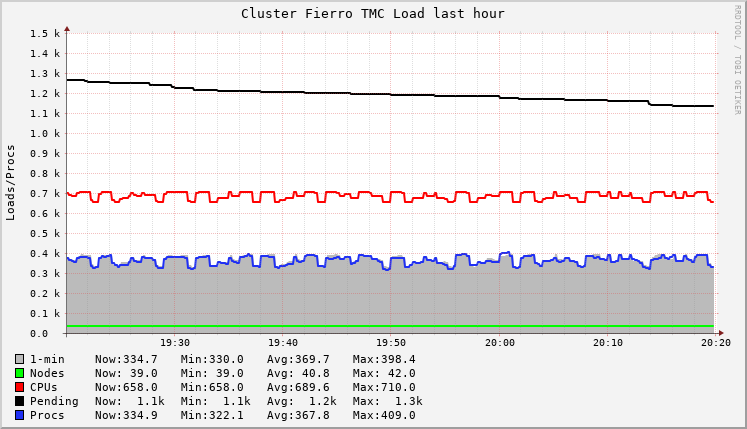 Cluster Fierro TMC Load last hour
RRDTOOL / TOBI OETIKER
Loads/Procs
1.5 k
1.4 k
1.3 k
1.2 k
1.1 k
1.0 k
0.9 k
0.8 k
0.7 k
0.6 k
0.5 k
0.4 k
0.3 k
0.2 k
0.1 k
0.0
19:30 19:40 19:50 20:00 20:10 20:20
1-min Now:334.7 Min:330.0 Avg:369.7 Max:398.4
Nodes Now: 39.0 Min: 39.0 Avg: 40.8 Max: 42.0
CPUs Now:658.0 Min:658.0 Avg:689.6 Max:710.0
Pending Now: 1.1k Min: 1.1k Avg: 1.2k Max: 1.3k
Procs Now:334.9 Min:322.1 Avg:367.8 Max:409.0